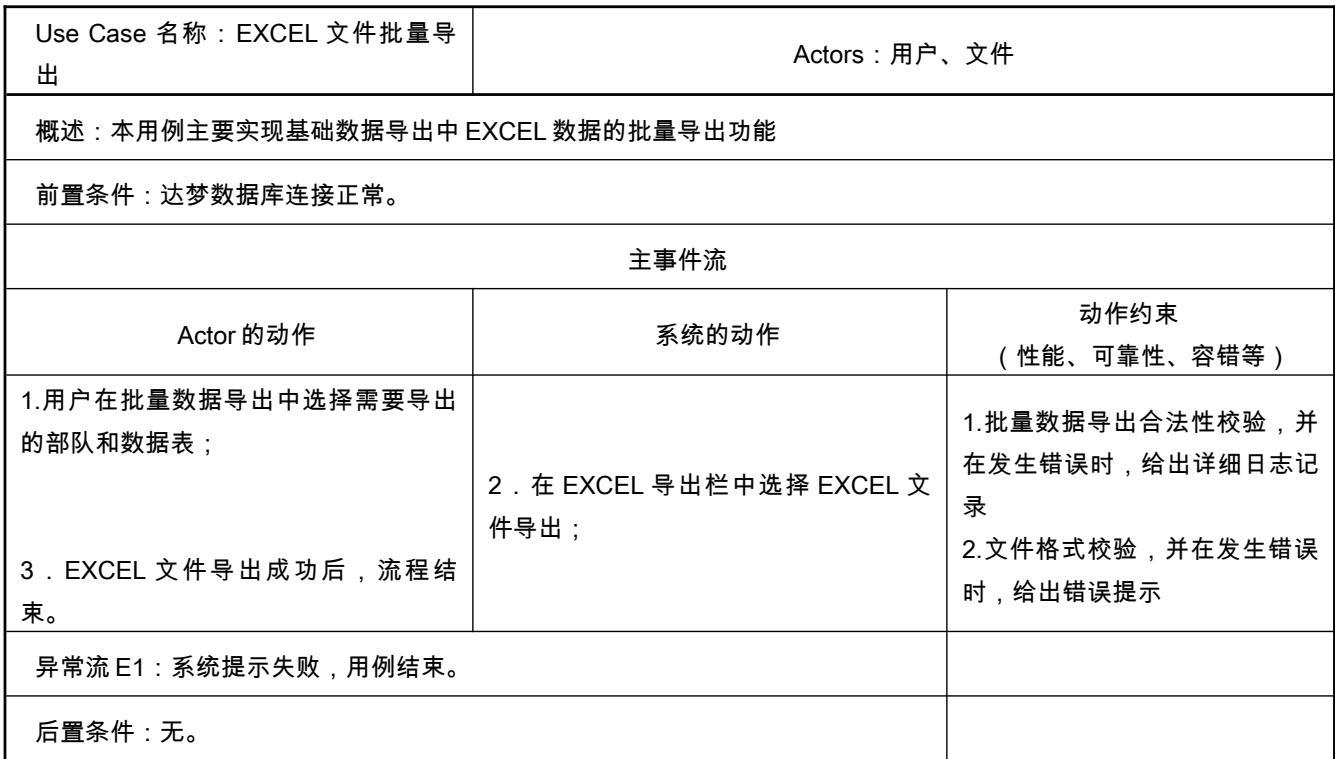 Use Case 名称：EXCEL 文件批量导
出
Actors：用户、文件
概述：本用例主要实现基础数据导出中 EXCEL 数据的批量导出功能
前置条件：达梦数据库连接正常。
主事件流
Actor 的动作
系统的动作
动作约束
（性能、可靠性、容错等）
1.用户在批量数据导出中选择需要导出
的部队和数据表；
3．EXCEL 文件导出成功后，流程结
束。
2．在 EXCEL 导出栏中选择 EXCEL 文
件导出；
1.批量数据导出合法性校验，并
在发生错误时，给出详细日志记
录
2.文件格式校验，并在发生错误
时，给出错误提示
异常流 E1：系统提示失败，用例结束。
后置条件：无。